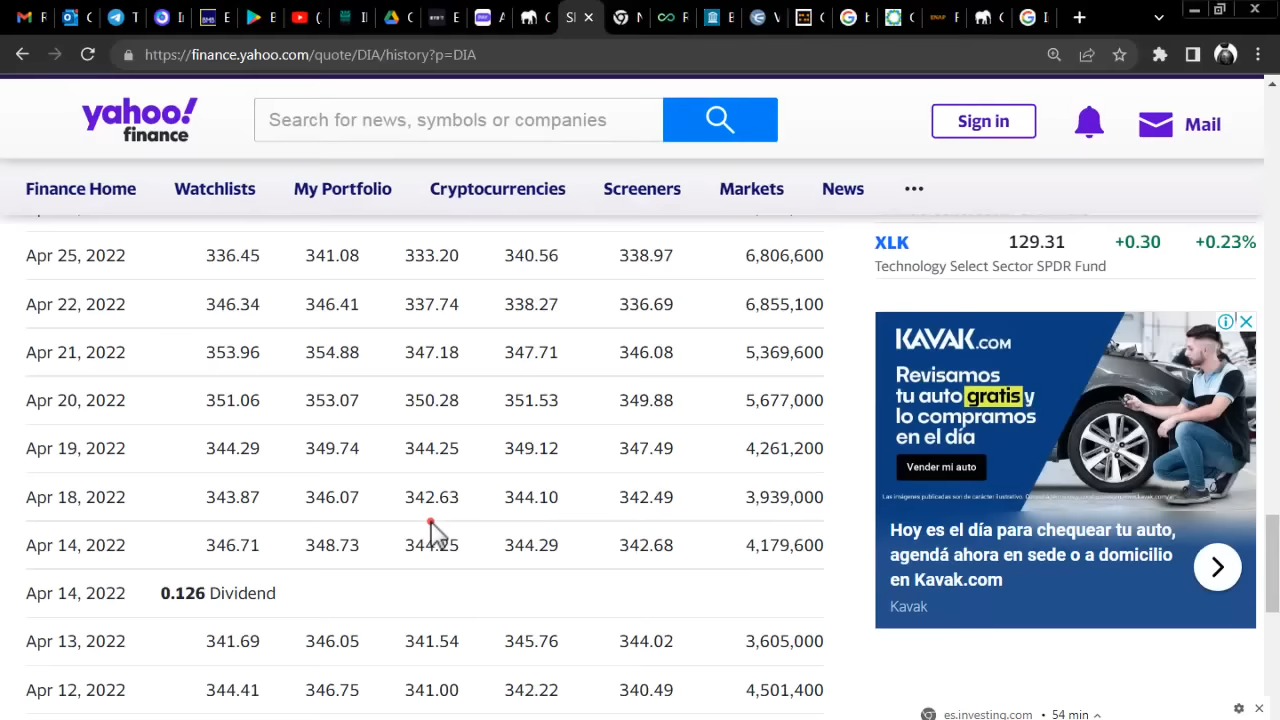 https://finance.yahoo.com/quote/DIA/history?p=DIA
yahoo!
finance
Search for news, symbols or companies
Sign in
Mail
Finance Home Watchlists My Portfolio Cryptocurrencies Screeners Markets News •••
Apr 25, 2022 336.45 341.08 333.20 340.56 338.97 6,806,600
Apr 22, 2022 346.34 346.41 337.74 338.27 336.69 6,855,100
Apr 21, 2022 353.96 354.88 347.18 347.71 346.08 5,369,600
Apr 20, 2022 351.06 353.07 350.28 351.53 349.88 5,677,000
Apr 19, 2022 344.29 349.74 344.25 349.12 347.49 4,261,200
Apr 18, 2022 343.87 346.07 342.63 344.10 342.49 3,939,000
Apr 14, 2022 346.71 348.73 344.25 344.29 342.68 4,179,600
Apr 14, 2022 0.126 Dividend
Apr 13, 2022 341.69 346.05 341.54 345.76 344.02 3,605,000
Apr 12, 2022 344.41 346.75 341.00 342.22 340.49 4,501,400
XLK 129.31 +0.30 +0.23%
Technology Select Sector SPDR Fund
KAVAK.COM
Revisamos
tu auto gratis y
lo compramos
en el día
Vender mi auto
Hoy es el día para chequear tu auto,
agendá ahora en sede o a domicilio
en Kavak.com
Kavak
es.investing.com • 54 min